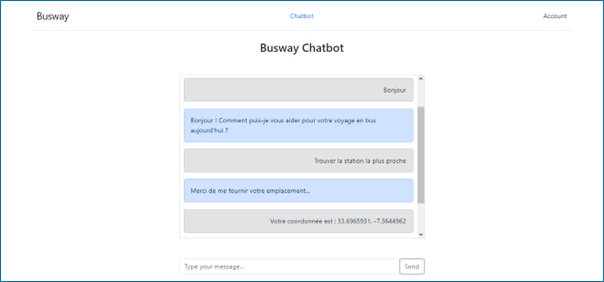 Busway Chatbot Account
Busway Chatbot
Bonjour
Bonjour ! Comment puis-je vous aider pour votre voyage en bus
aujourd'hui ?
Trouver la station la plus proche
Merci de me fournir votre emplacement...
Votre coordonnée est : 33.6965931, -7.3644962
Type your message...
Send